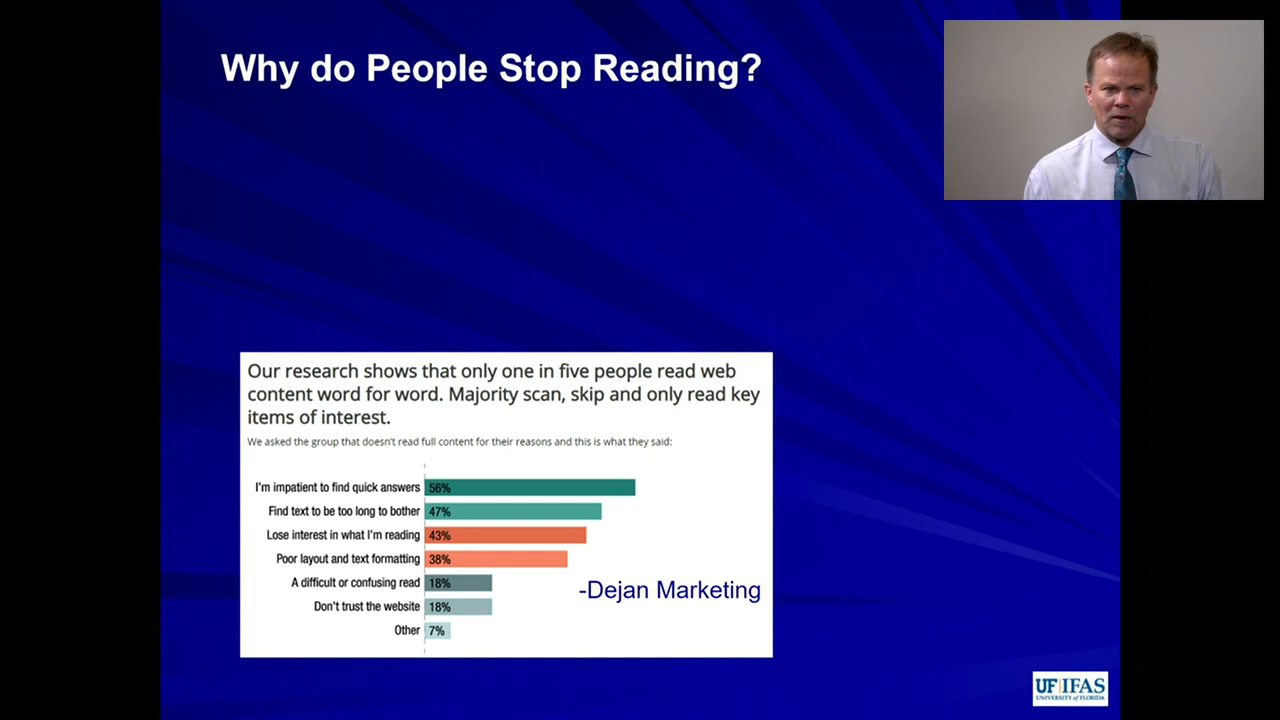 Why do People Stop Reading?
Our research shows that only one in five people read web
content word for word. Majority scan, skip and only read key
items of interest.
We asked the group that doesn't read full content for their reasons and this is what they said:
I'm impatient to find quick answers 56%
Find text to be too long to bother 47%
Lose interest in what I'm reading 43%
Poor layout and text formatting 38%
A difficult or confusing read 18%
Don't trust the website 18%
Other 7%
-Dejan Marketing
UF|IFAS
UNIVERSITY of FLORIDA